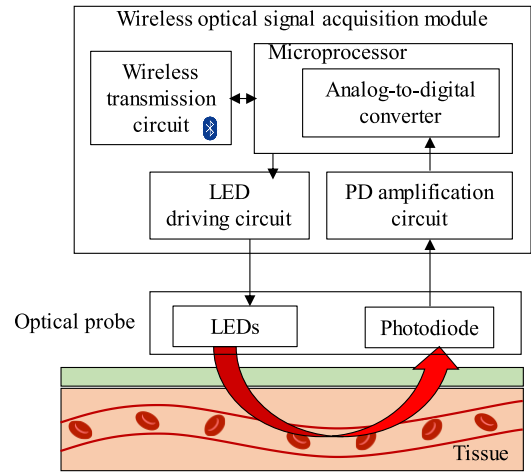 Wireless optical signal acquisition module
Microprocessor
Wireless
transmission
circuit
Analog-to-digital
converter
LED
driving circuit
PD amplification
circuit
Optical probe
LEDs
Photodiode
Tissue